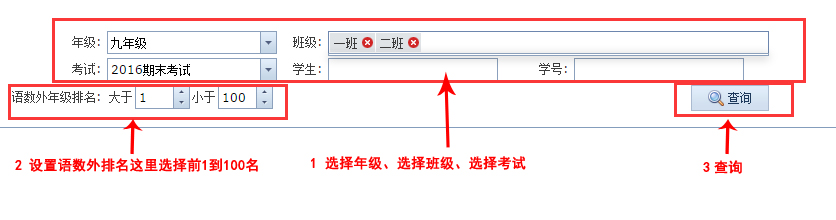 年级: 九年级 班级: 一班 二班
考试: 2016期末考试 学生: 学号:
语数外年级排名: 大于 1 小于 100 查询
2 设置语数外排名这里选择前1到100名 1 选择年级、选择班级、选择考试 3 查询